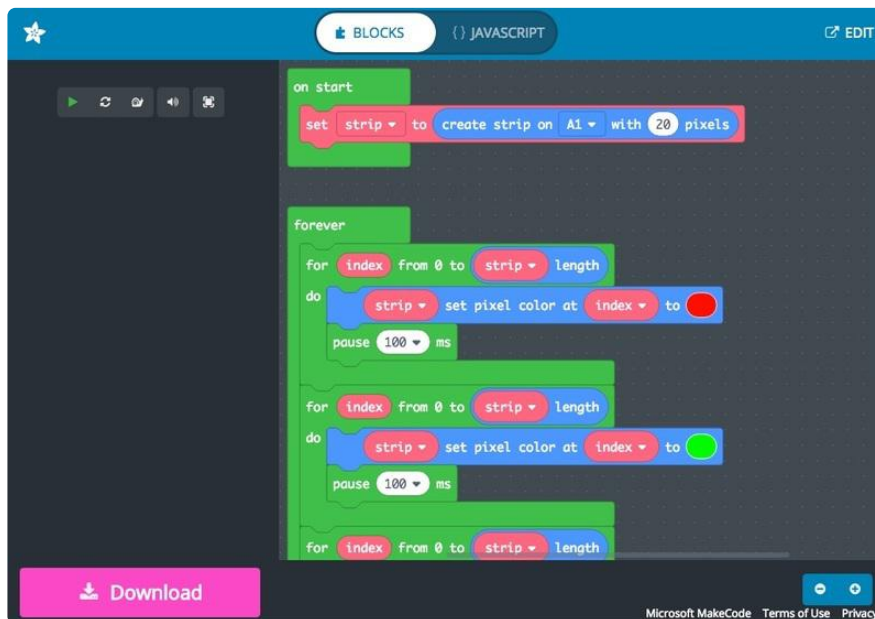 BLOCKS
{} JAVASCRIPT
EDIT
on start
set strip to create strip on A1 with 20 pixels
forever
for index from 0 to strip length
do
strip set pixel color at index to
pause 100 ms
for index from 0 to strip length
do
strip set pixel color at index to
pause 100 ms
for index from 0 to strip length
Download
Microsoft MakeCode Terms of Use Privacy